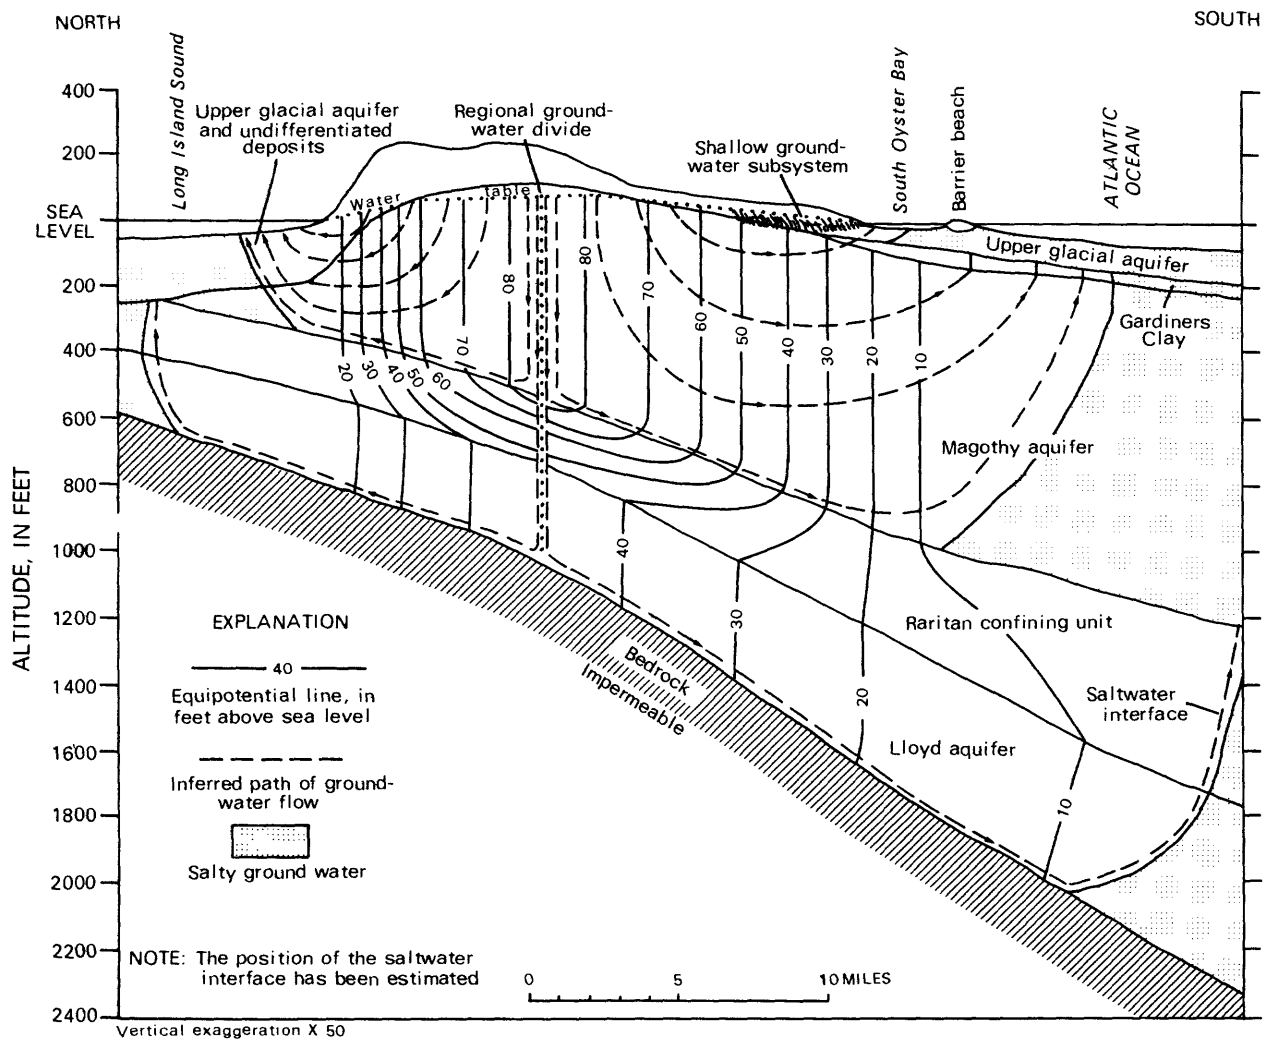 NORTH
SOUTH
Long Island Sound
South Oyster Bay
Barrier beach
ATLANTIC
OCEAN
Upper glacial aquifer
and undifferentiated
deposits
Regional ground-
water divide
Shallow ground-
water subsystem
400
200
SEA
LEVEL
200
400
600
800
1000
1200
1400
1600
1800
2000
2200
2400
ALTITUDE, IN FEET
Water table
Upper glacial aquifer
Gardiners
Clay
80
80
70
60
50
40
30
20
10
70
20
30
40
50
60
Magothy aquifer
40
30
20
10
Raritan confining unit
Saltwater
interface
Lloyd aquifer
Bedrock
Impermeable
EXPLANATION
40
Equipotential line, in
feet above sea level
Inferred path of ground-
water flow
Salty ground water
NOTE: The position of the saltwater
interface has been estimated
0 5 10 MILES
Vertical exaggeration X 50